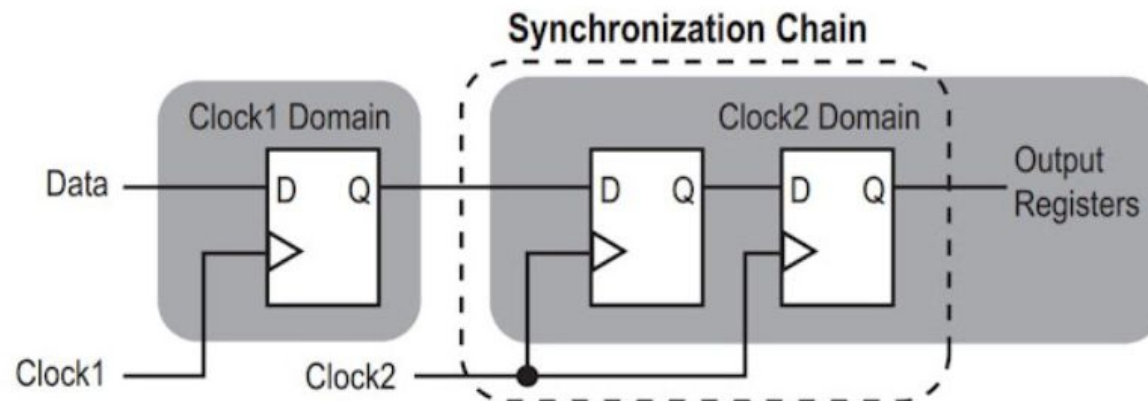 Synchronization Chain
Clock1 Domain
Clock2 Domain
Data
D Q
D Q
D Q
Output
Registers
Clock1
Clock2